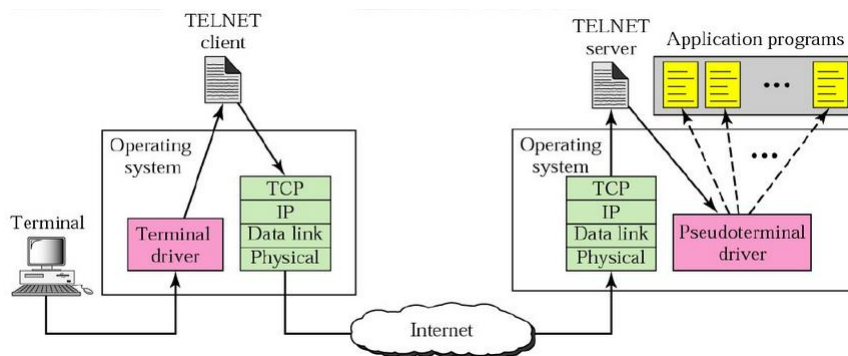 TELNET
client
TELNET
server
Application programs
...
Operating
system
...
Operating
system
TCP
IP
Data link
Physical
TCP
IP
Data link
Physical
Terminal
Terminal
driver
Pseudoterminal
driver
Internet